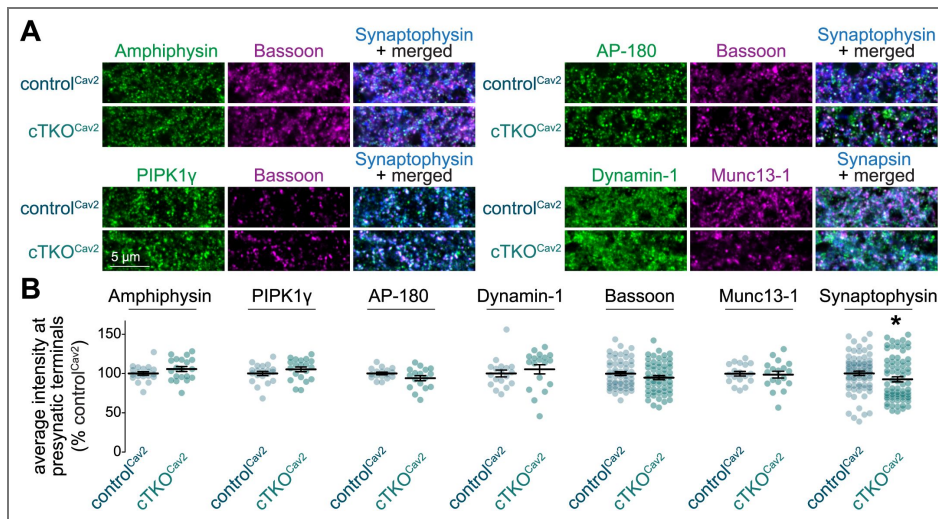 A
Amphiphysin Bassoon Synaptophysin + merged
control^Cav2
cTKO^Cav2
AP-180 Bassoon Synaptophysin + merged
control^Cav2
cTKO^Cav2
PIPK1γ Bassoon Synaptophysin + merged
control^Cav2
cTKO^Cav2
5 μm
Dynamin-1 Munc13-1 Synapsin + merged
control^Cav2
cTKO^Cav2
B
Amphiphysin PIPK1γ AP-180 Dynamin-1 Bassoon Munc13-1 Synaptophysin
*
average intensity at
presynatic terminals
(% control^Cav2)
150
100
50
0
control^Cav2 cTKO^Cav2 control^Cav2 cTKO^Cav2 control^Cav2 cTKO^Cav2 control^Cav2 cTKO^Cav2 control^Cav2 cTKO^Cav2 control^Cav2 cTKO^Cav2 control^Cav2 cTKO^Cav2